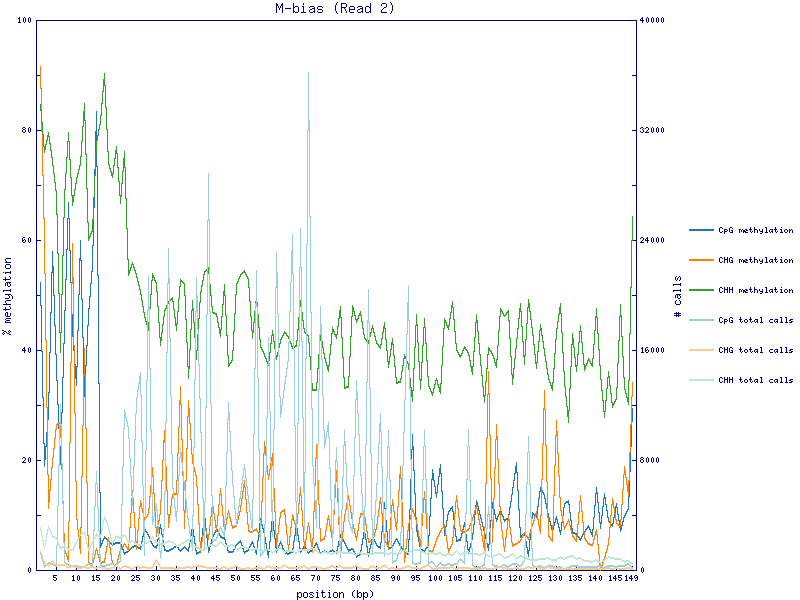 M-bias (Read 2)
100
80
60
40
20
0
% methylation
40000
32000
24000
16000
8000
0
# calls
5 10 15 20 25 30 35 40 45 50 55 60 65 70 75 80 85 90 95 100 105 110 115 120 125 130 135 140 145 149
position (bp)
CpG methylation
CHG methylation
CHH methylation
CpG total calls
CHG total calls
CHH total calls